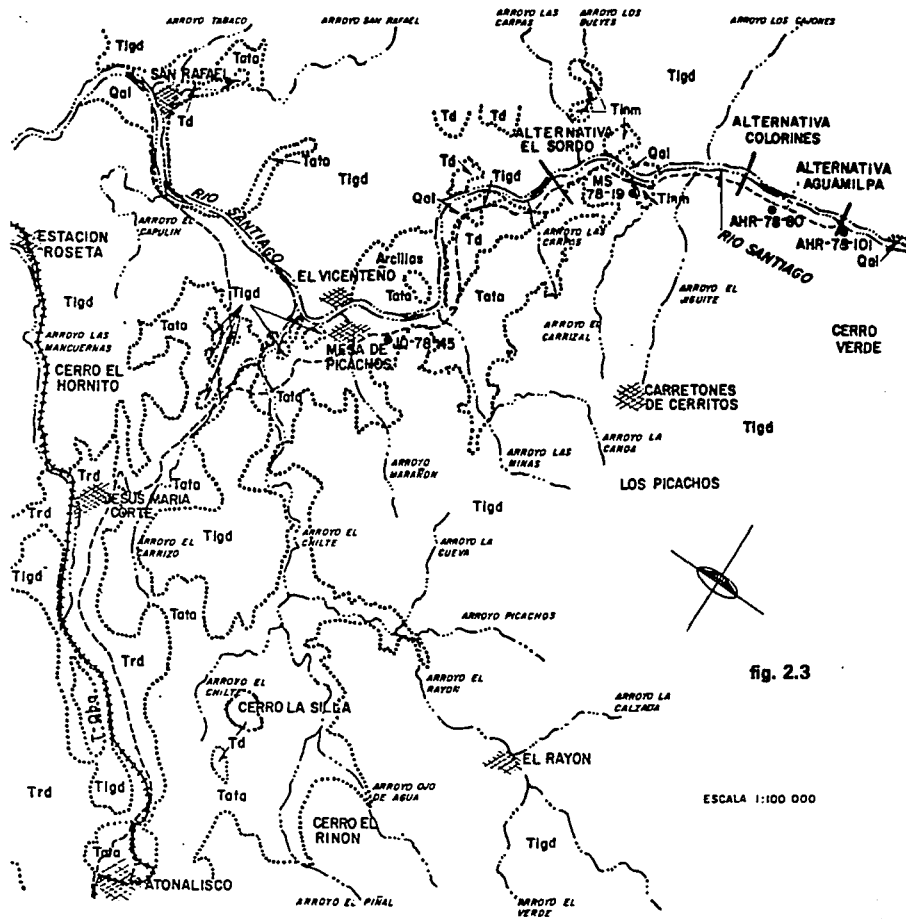 ARROYO TABACO
ARROYO SAN RAFAEL
ARROYO LAS
CARPAS
ARROYO LOS
BUEYES
ARROYO LOS CAJONES
Tigd
Tata
SAN RAFAEL
Qal
Td
Tigd
Tinm
Td
Td
ALTERNATIVA
EL SORDO
ALTERNATIVA
COLORINES
Tata
Tigd
Td
Qal
ALTERNATIVA
AGUAMILPA
MS
78-19
Tinm
Qal
Tigd
Td
AHR-78-80
AHR-78-101
Qal
RIO SANTIAGO
RIO SANTIAGO
ARROYO EL
CAPULIN
ESTACION
ROSETA
ARROYO LAS
CARPAS
Arcillas
EL VICENTEÑO
Tata
Tata
ARROYO EL
JIGUITE
Tigd
Tigd
Tata
ARROYO LAS
MANCUERNAS
MESA DE
PICACHOS
JQ-78-45
ARROYO EL
CARRIZAL
CERRO
VERDE
CERRO EL
HORNITO
Tata
CARRETONES
DE CERRITOS
Tigd
ARROYO LA
CANOA
ARROYO
MARAÑON
ARROYO LAS
MINAS
LOS PICACHOS
Trd
Tata
JESUS MARIA
CORTE
Trd
Tigd
Tigd
ARROYO EL
CARRIZO
ARROYO EL
CHILTE
ARROYO LA
CUEVA
Tigd
Tata
ARROYO PICACHOS
Trd
ARROYO EL
RAYON
fig. 2.3
ARROYO EL
CHILTE
CERRO LA SILLA
ARROYO LA
CALZADA
T-Qba
Td
EL RAYON
Trd
Tigd
Tata
ARROYO OJO
DE AGUA
ESCALA 1:100 000
CERRO EL
RINON
Tigd
Tata
ATONALISCO
ARROYO EL PIÑAL
ARROYO EL
VERDE